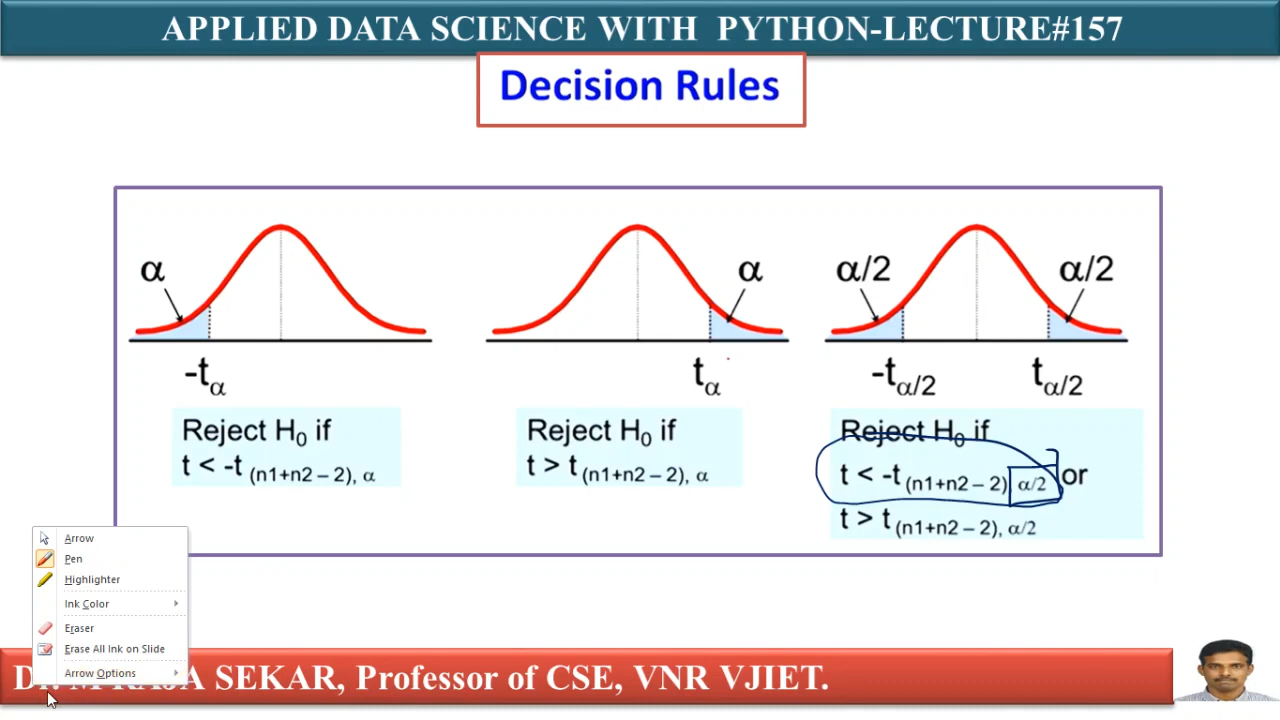 APPLIED DATA SCIENCE WITH PYTHON-LECTURE#157
Decision Rules
α
-tα
Reject H0 if
t < -t (n1+n2 – 2), α
α
tα
Reject H0 if
t > t (n1+n2 – 2), α
α/2
α/2
-tα/2
tα/2
Reject H0 if
t < -t (n1+n2 – 2) α/2 or
t > t (n1+n2 – 2), α/2
Arrow
Pen
Highlighter
Ink Color
Eraser
Erase All Ink on Slide
Arrow Options
SEKAR, Professor of CSE, VNR VJIET.